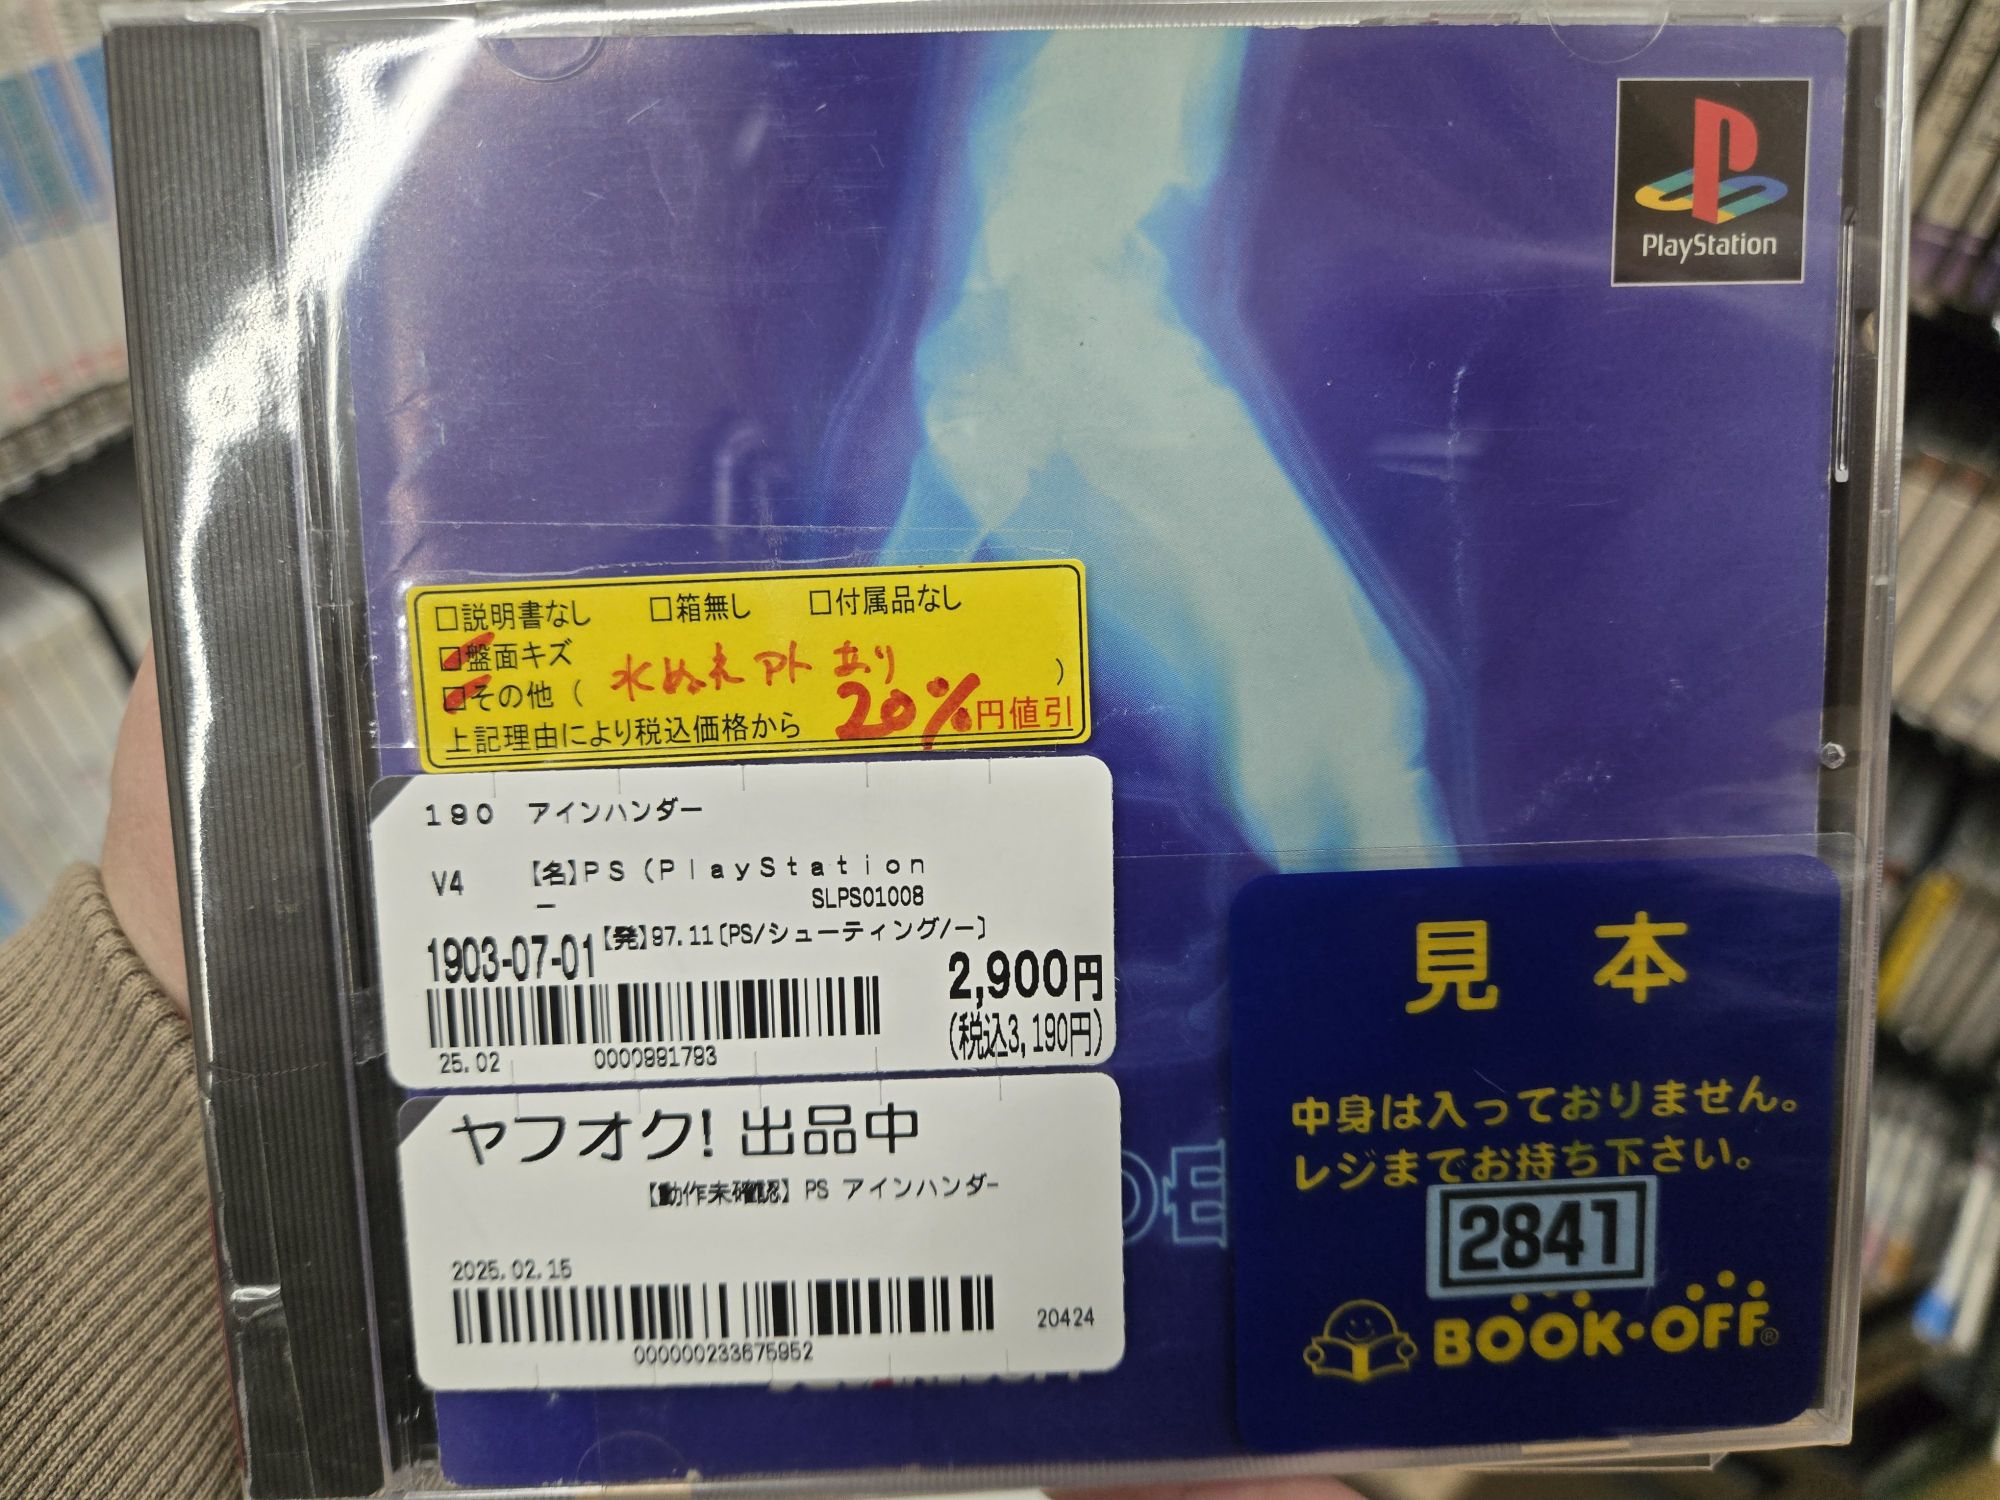 PlayStation
□説明書なし □箱無し □付属品なし
□盤面キズ
□その他 ( 水ぬれアト あり )
上記理由により税込価格から 20%円値引
190 アインハンダー
V4 【名】PS(PlayStation
ー SLPS01008
1903-07-01 【発】97.11〔PS/シューティング/ー〕
2,900円
(税込3,190円)
25.02 0000991793
ヤフオク! 出品中
【動作未確認】 PS アインハンダー
2025.02.15
20424
000000233675952
DE
見本
中身は入っておりません。
レジまでお持ち下さい。
2841
BOOK・OFF®